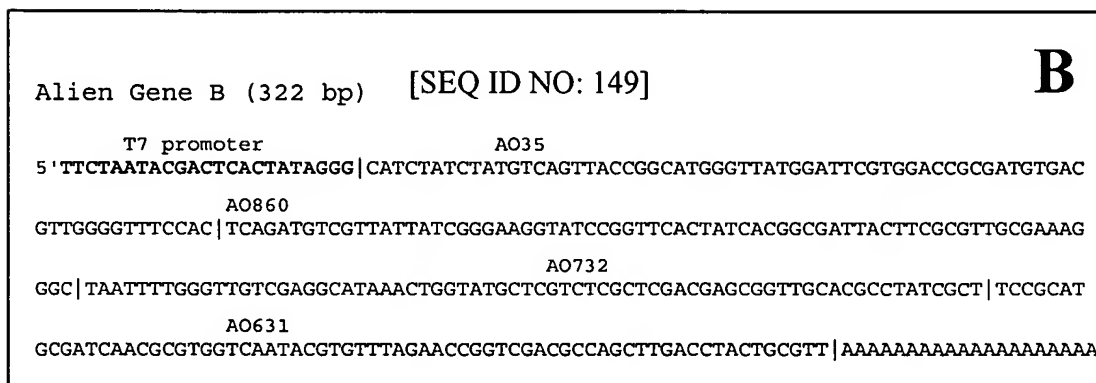 Alien Gene B (322 bp) [SEQ ID NO: 149] B
T7 promoter AO35
5'TTCTAATACGACTCACTATAGGG|CATCTATCTATGTCAGTTACCGGCATGGGTTATGGATTCGTGGACCGCGATGTGAC
AO860
GTTGGGGTTTCCAC|TCAGATGTCGTTATTATCGGGAAGGTATCCGGTTCACTATCACGGCGATTACTTCGCGTTGCGAAAG
AO732
GGC|TAATTTTGGGTTGTCGAGGCATAAACTGGTATGCTCGTCTCGCTCGACGAGCGGTTGCACGCCTATCGCT|TCCGCAT
AO631
GCGATCAACGCGTGGTCAATACGTGTTTAGAACCGGTCGACGCCAGCTTGACCTACTGCGTT|AAAAAAAAAAAAAAAAAAAA